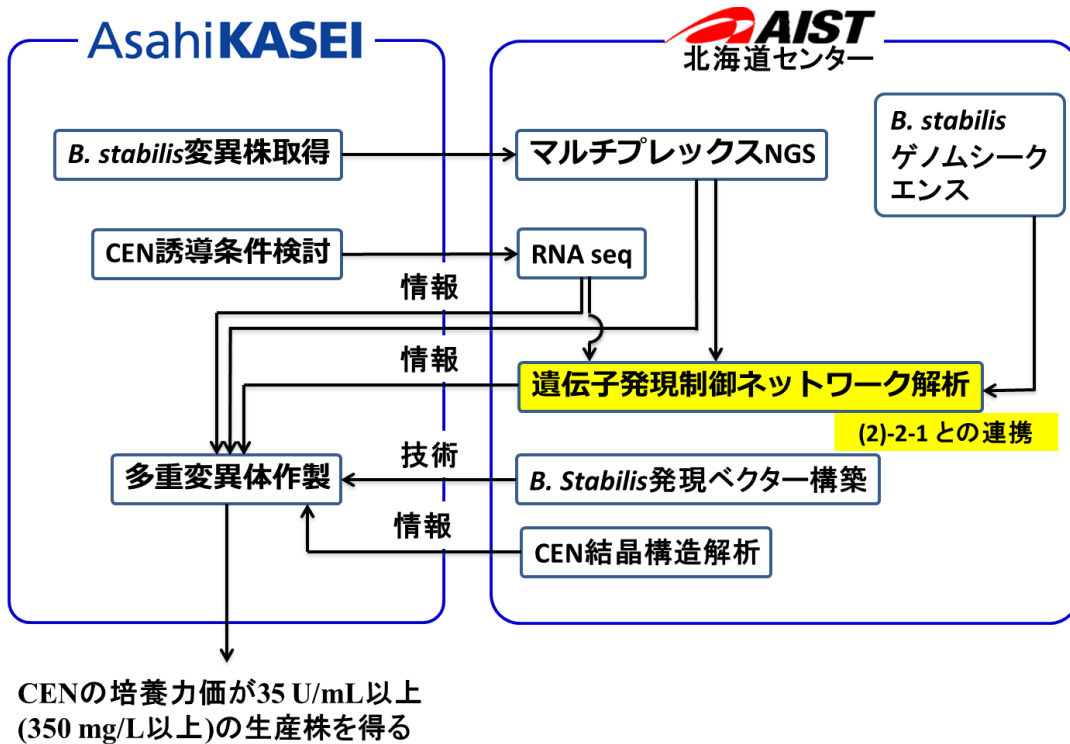 AsahiKASEI
AIST
北海道センター
B. stabilis変異株取得
マルチプレックスNGS
B. stabilis
ゲノムシーク
エンス
CEN誘導条件検討
RNA seq
情報
情報
遺伝子発現制御ネットワーク解析
(2)-2-1 との連携
技術
多重変異体作製
B. Stabilis発現ベクター構築
情報
CEN結晶構造解析
CENの培養力価が35 U/mL以上
(350 mg/L以上)の生産株を得る